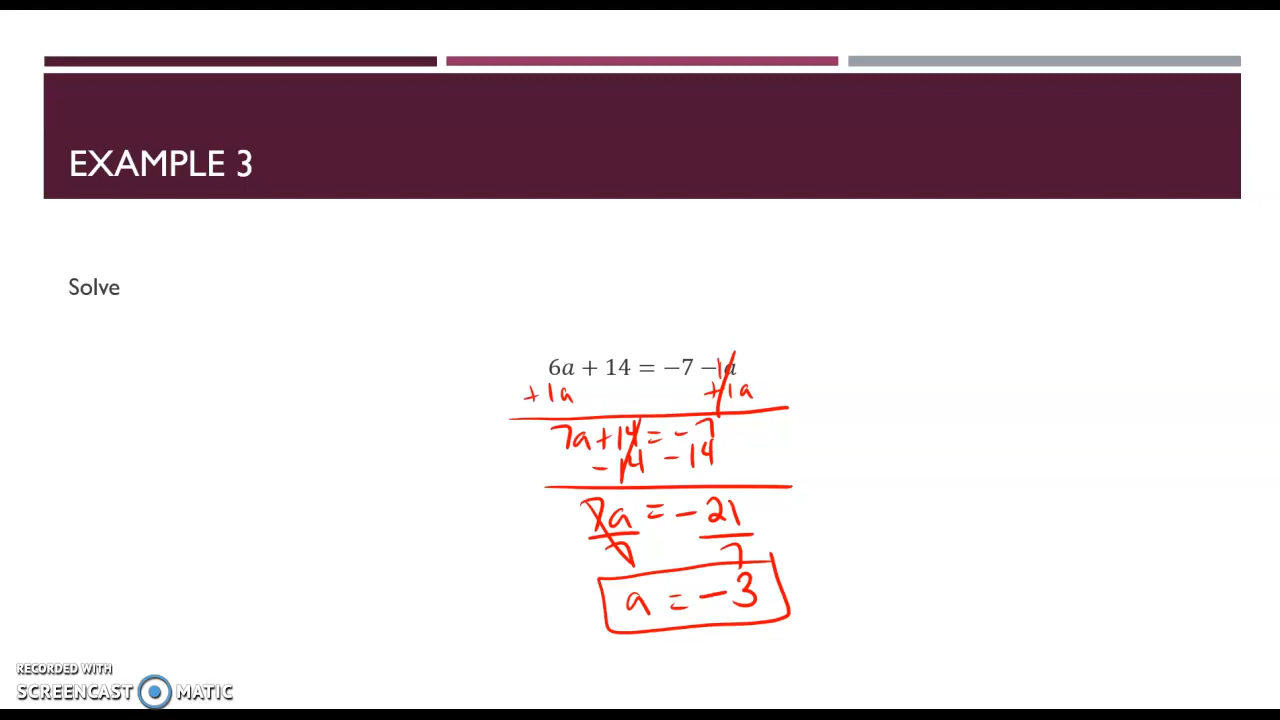 EXAMPLE 3
Solve
6a + 14 = −7 − 1a
+1a +1a
7a + 14 = - 7
- 14 - 14
7a = - 21
7 7
a = - 3
RECORDED WITH
SCREENCAST MATIC